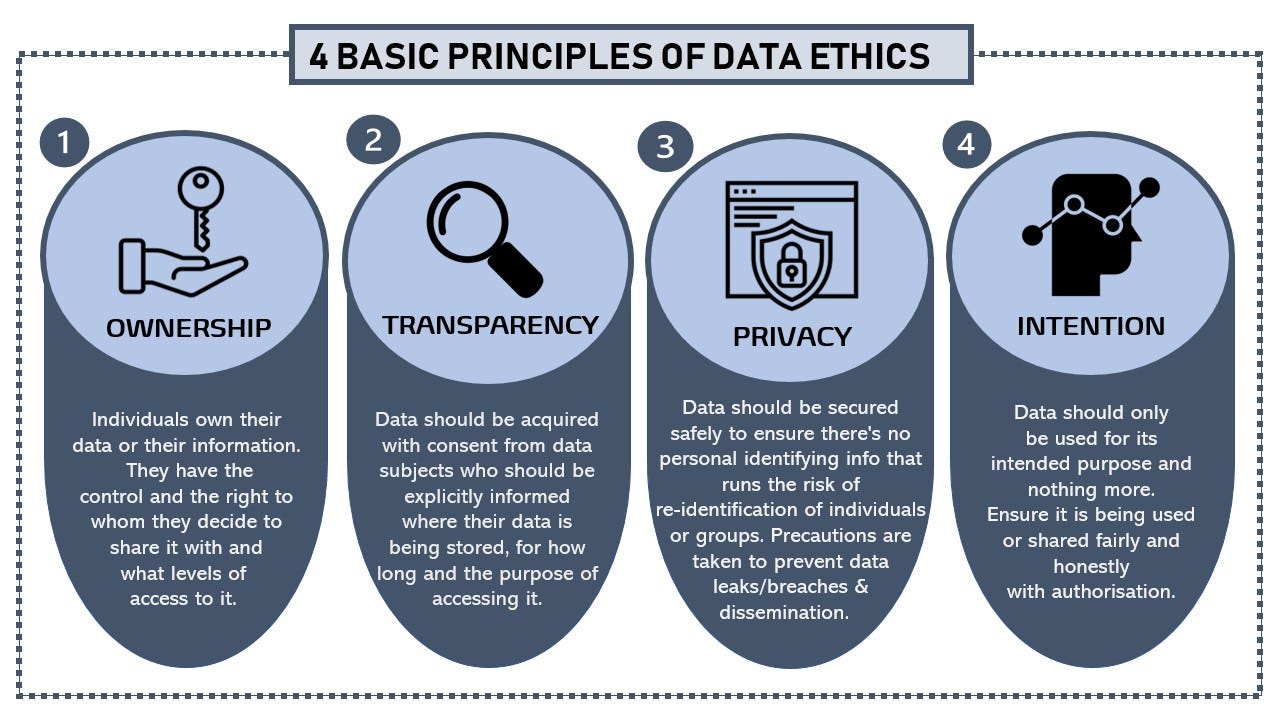 4 BASIC PRINCIPLES OF DATA ETHICS
1
OWNERSHIP
Individuals own their
data or their information.
They have the
control and the right to
whom they decide to
share it with and
what levels of
access to it.
2
TRANSPARENCY
Data should be acquired
with consent from data
subjects who should be
explicitly informed
where their data is
being stored, for how
long and the purpose of
accessing it.
3
PRIVACY
Data should be secured
safely to ensure there's no
personal identifying info that
runs the risk of
re-identification of individuals
or groups. Precautions are
taken to prevent data
leaks/breaches &
dissemination.
4
INTENTION
Data should only
be used for its
intended purpose and
nothing more.
Ensure it is being used
or shared fairly and
honestly
with authorisation.